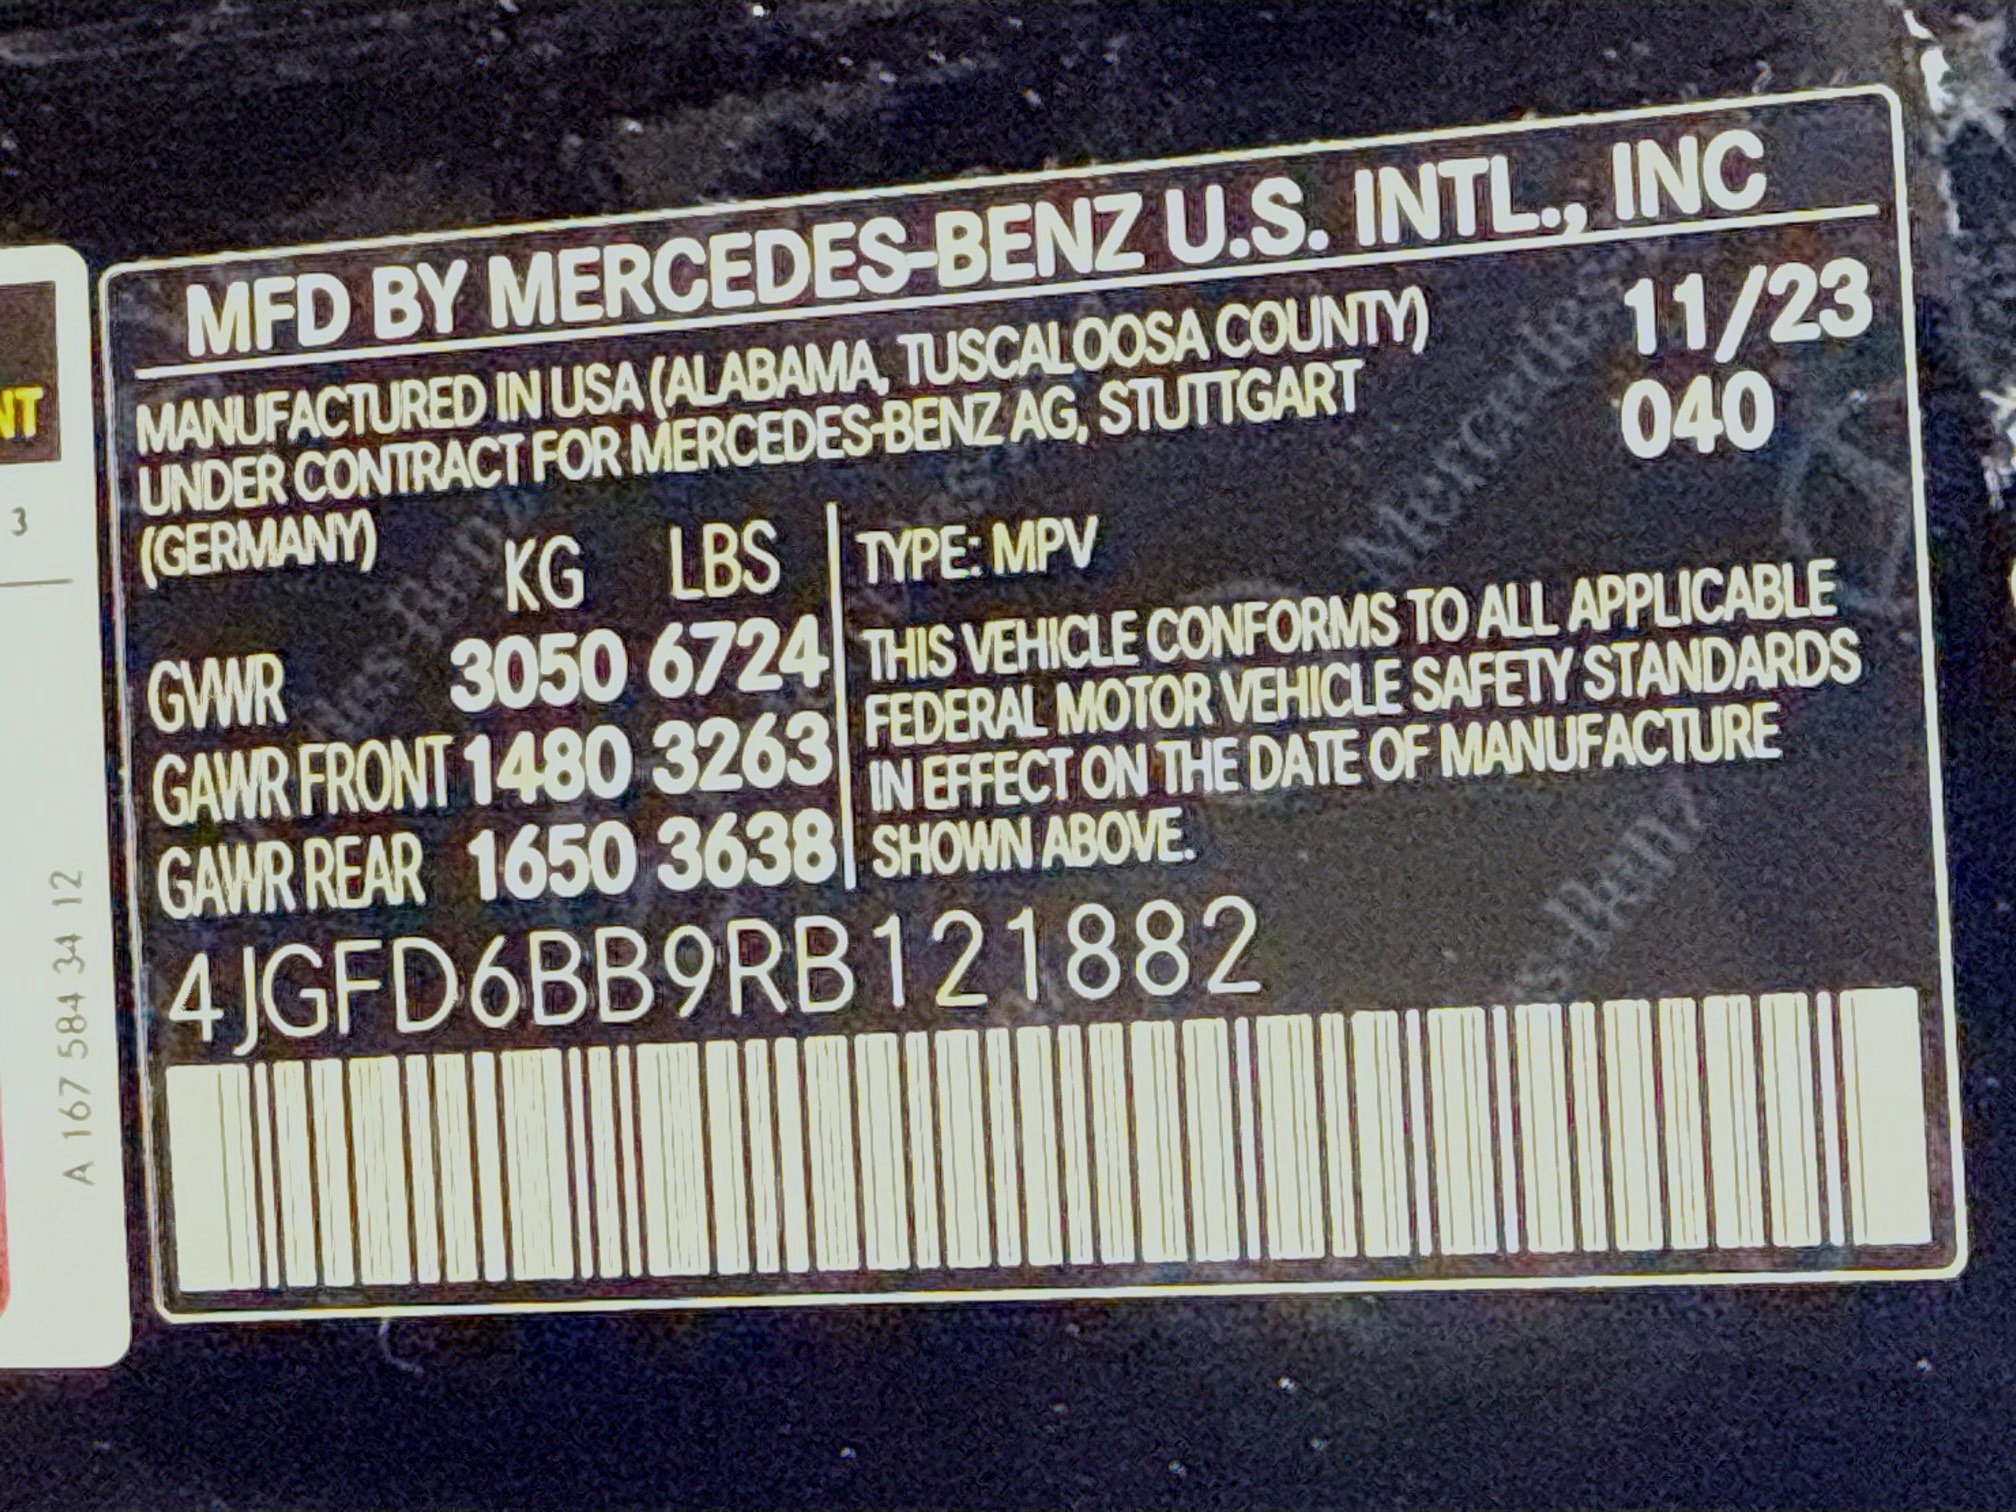 MFD BY MERCEDES-BENZ U.S. INTL., INC
MANUFACTURED IN USA (ALABAMA, TUSCALOOSA COUNTY)
UNDER CONTRACT FOR MERCEDES-BENZ AG, STUTTGART
(GERMANY)
11/23
040
KG LBS
GVWR 3050 6724
GAWR FRONT 1480 3263
GAWR REAR 1650 3638
TYPE: MPV
THIS VEHICLE CONFORMS TO ALL APPLICABLE
FEDERAL MOTOR VEHICLE SAFETY STANDARDS
IN EFFECT ON THE DATE OF MANUFACTURE
SHOWN ABOVE.
4JGFD6BB9RB121882
NT
3
A 167 584 34 12